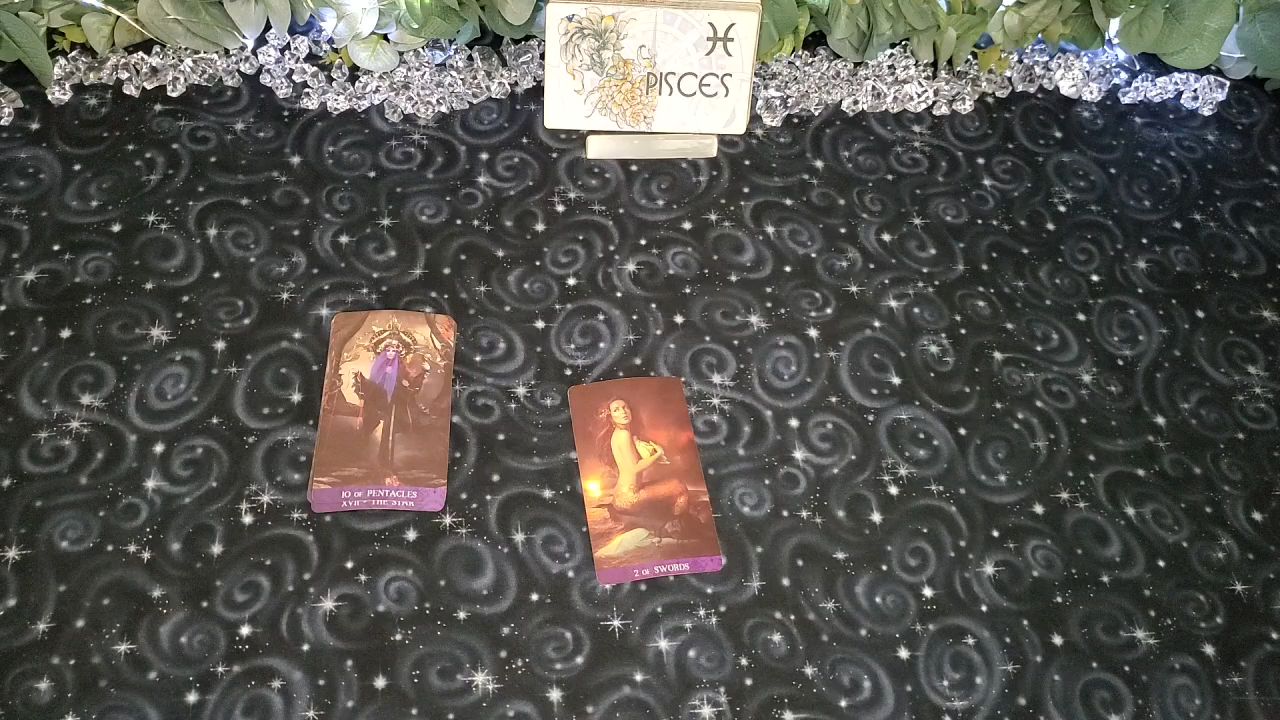 ♓
PISCES
10 OF PENTACLES
XVII - THE STAR
2 OF SWORDS